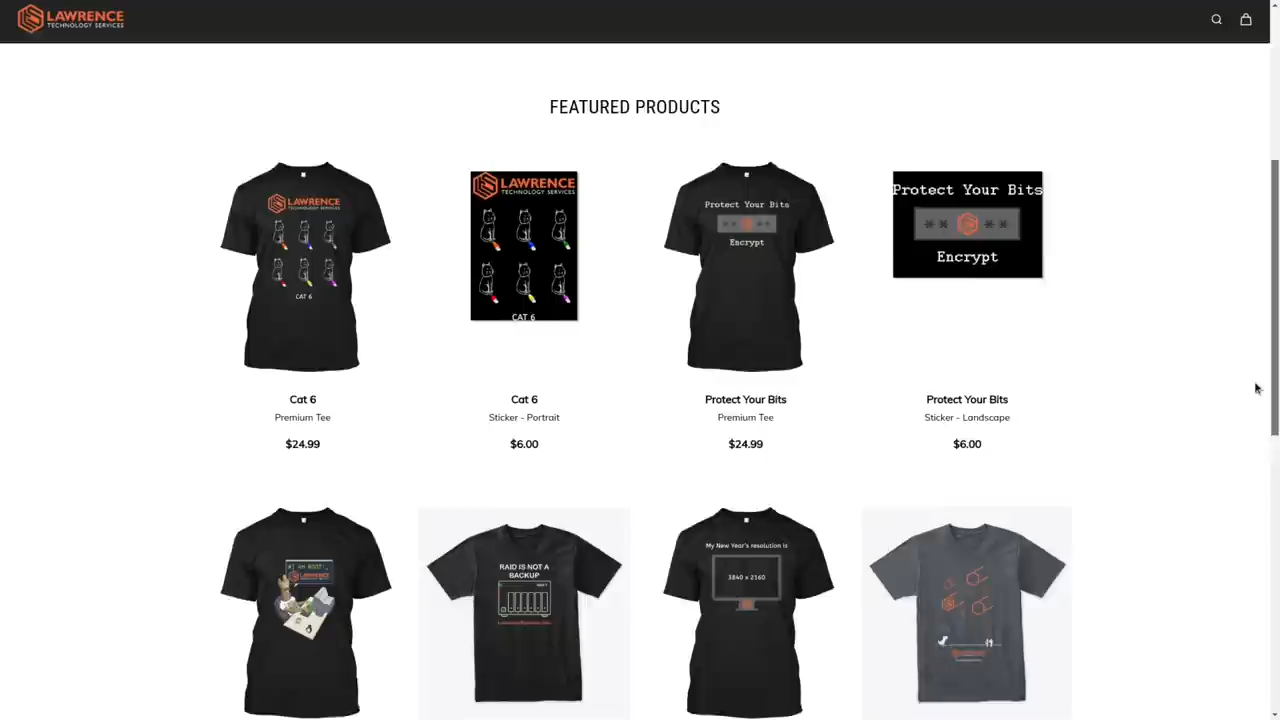 LAWRENCE
TECHNOLOGY SERVICES
FEATURED PRODUCTS
LAWRENCE
TECHNOLOGY SERVICES
CAT 6
LAWRENCE
TECHNOLOGY SERVICES
CAT 6
Protect Your Bits
* * * *
Encrypt
Protect Your Bits
* * * *
Encrypt
Cat 6
Premium Tee
$24.99
Cat 6
Sticker - Portrait
$6.00
Protect Your Bits
Premium Tee
$24.99
Protect Your Bits
Sticker - Landscape
$6.00
LAWRENCE
RAID IS NOT A
BACKUP
My New Year's resolution is
3840 x 2160